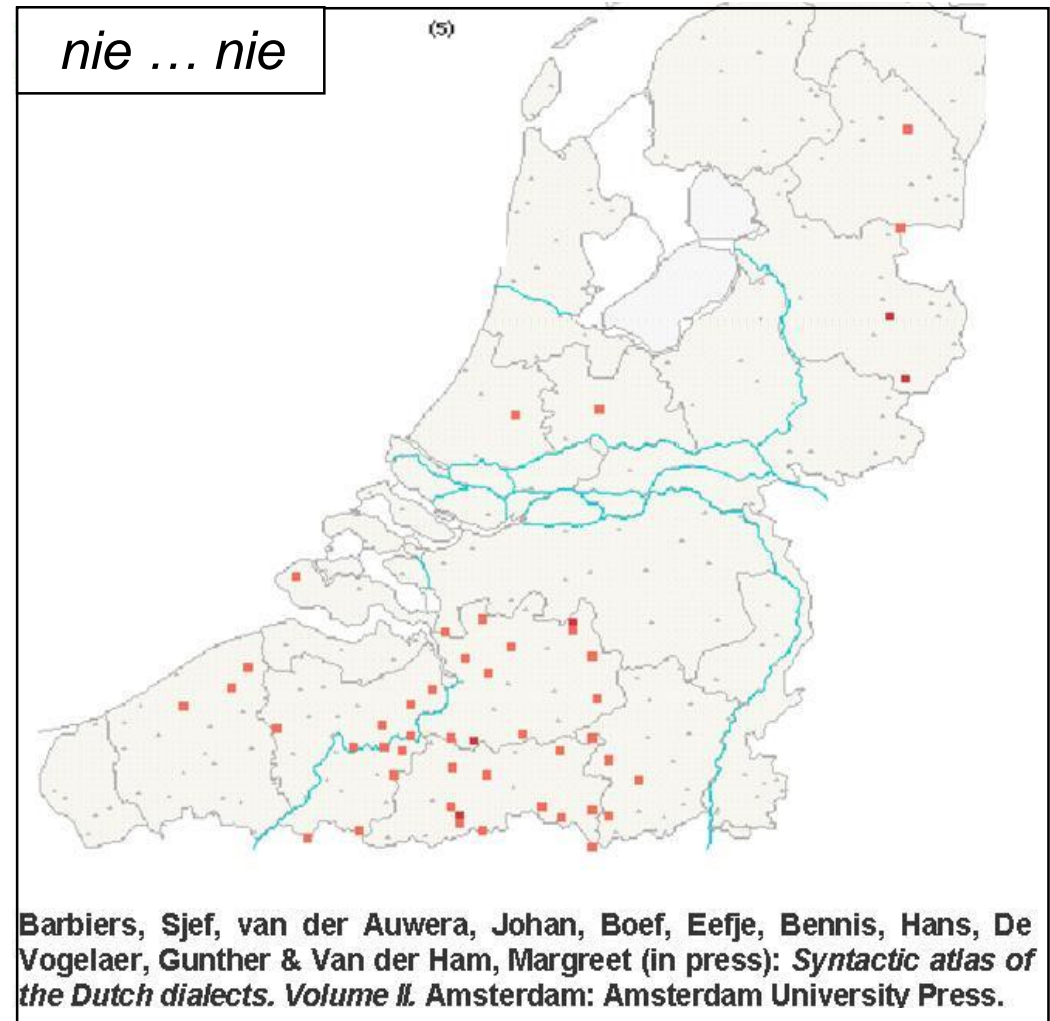 nie … nie
(5)
Barbiers, Sjef, van der Auwera, Johan, Boef, Eefje, Bennis, Hans, De
Vogelaer, Gunther & Van der Ham, Margreet (in press): Syntactic atlas of
the Dutch dialects. Volume II. Amsterdam: Amsterdam University Press.